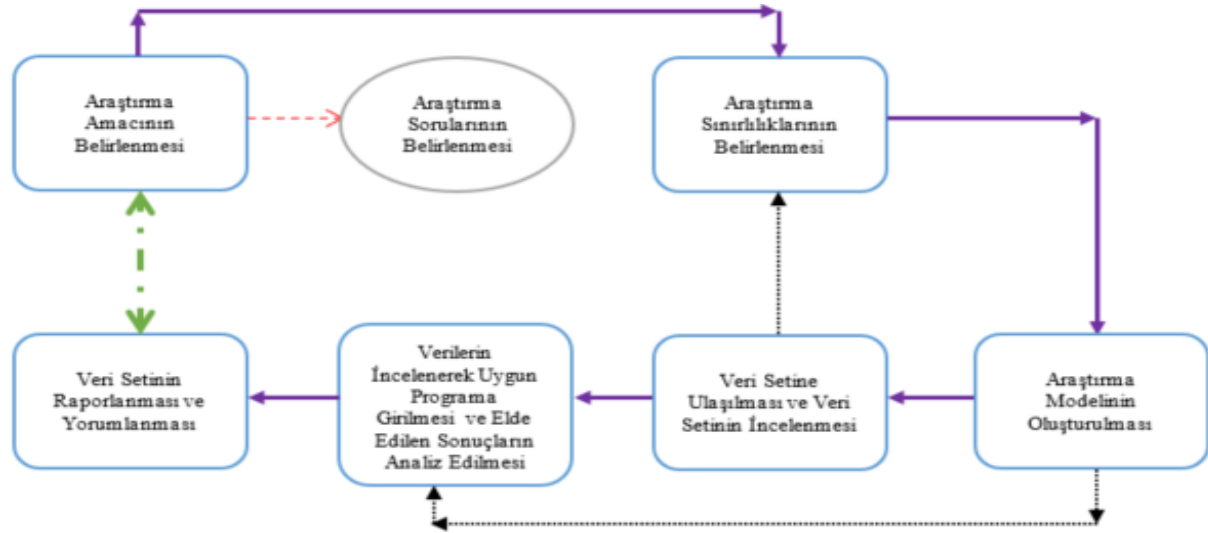 Araştırma
Amacının
Belirlenmesi
Araştırma
Sorularının
Belirlenmesi
Araştırma
Sınırlılıklarının
Belirlenmesi
Veri Setinin
Raporlanması ve
Yorumlanması
Verilerin
İncelenerek Uygun
Programa
Girilmesi ve Elde
Edilen Sonuçların
Analiz Edilmesi
Veri Setine
Ulaşılması ve Veri
Setinin İncelenmesi
Araştırma
Modelinin
Oluşturulması